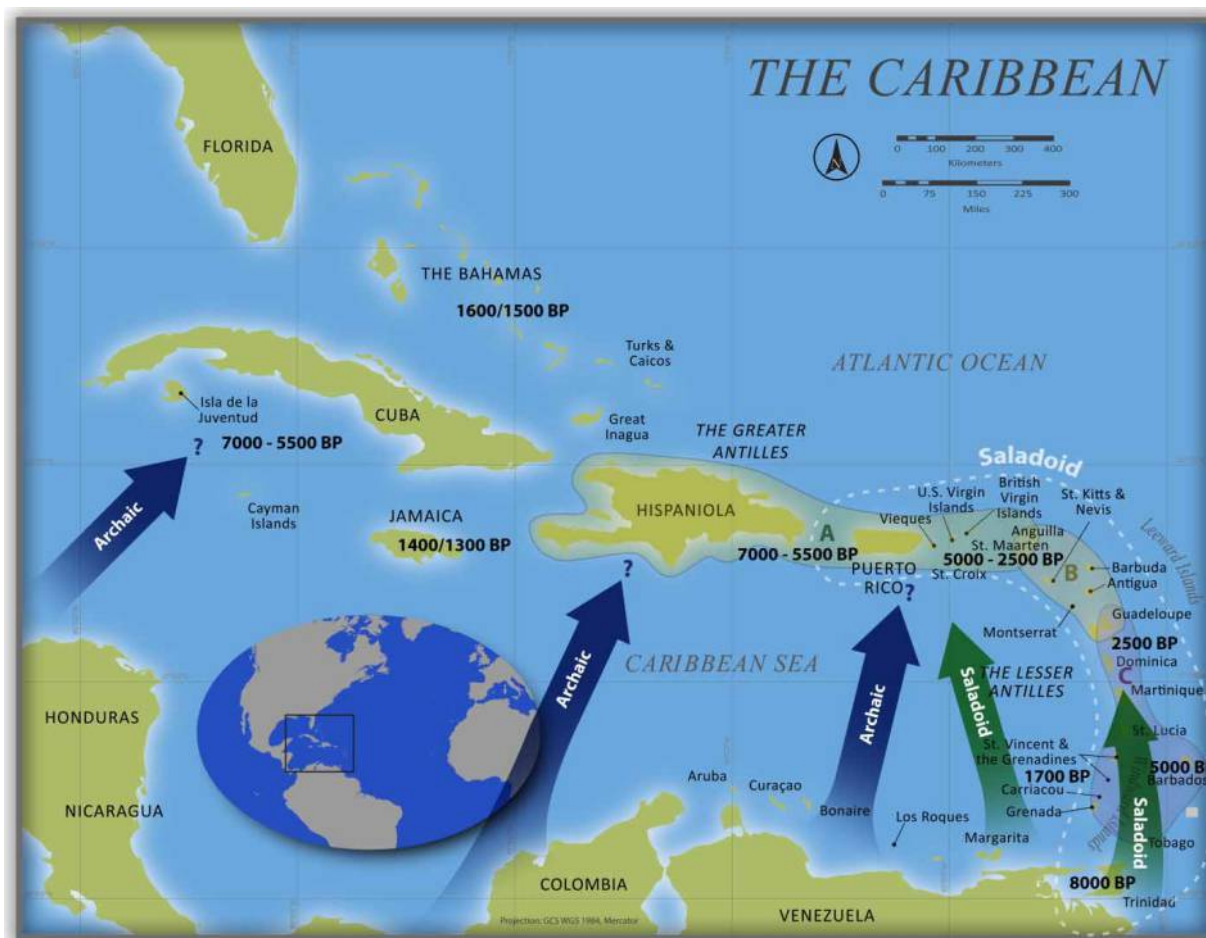 THE CARIBBEAN
0 100 200 300 400
Kilometers
0 75 150 225 300
Miles
FLORIDA
THE BAHAMAS
1600/1500 BP
Turks &
Caicos
ATLANTIC OCEAN
Isla de la
Juventud
CUBA
Great
Inagua
THE GREATER
ANTILLES
? 7000 - 5500 BP
Saladoid
Archaic
Cayman
Islands
JAMAICA
1400/1300 BP
HISPANIOLA
A
7000 - 5500 BP
?
Vieques
U.S. Virgin
Islands
British
Virgin
Islands
St. Kitts &
Nevis
Anguilla
St. Maarten
5000 - 2500 BP
St. Croix
PUERTO
RICO
?
B
Leeward Islands
Barbuda
Antigua
Guadeloupe
2500 BP
Montserrat
Dominica
C
Martinique
CARIBBEAN SEA
THE LESSER
ANTILLES
Archaic
Archaic
Saladoid
Saladoid
St. Lucia
St. Vincent &
the Grenadines
1700 BP
5000 B
Barbados
Carriacou
Grenada
Windward Islands
HONDURAS
NICARAGUA
Aruba
Curaçao
Bonaire
Los Roques
Margarita
Tobago
8000 BP
Trinidad
COLOMBIA
VENEZUELA
Projection: GCS WGS 1984, Mercator